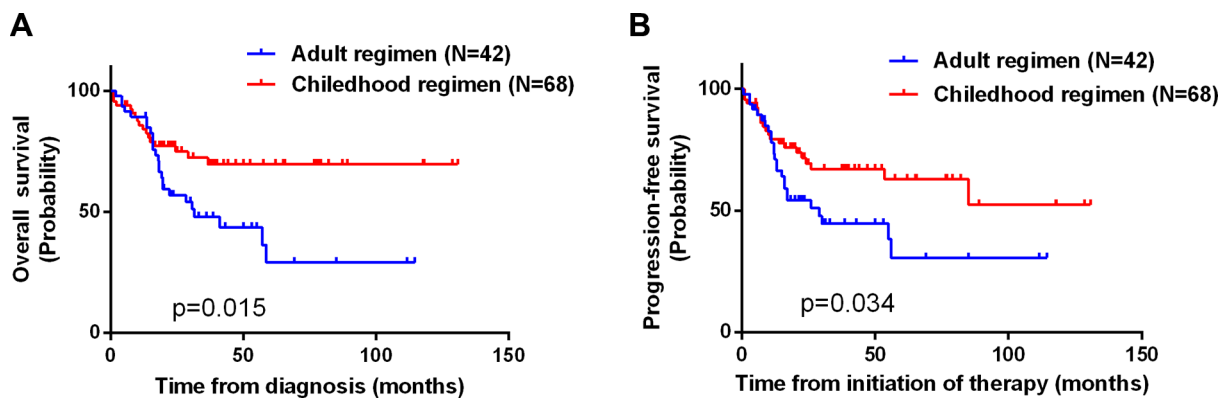 A
Adult regimen (N=42)
Chiledhood regimen (N=68)
Overall survival
(Probability)
100
50
0
p=0.015
0
50
100
150
Time from diagnosis (months)
B
Adult regimen (N=42)
Chiledhood regimen (N=68)
Progression-free survival
(Probability)
100
50
0
p=0.034
0
50
100
150
Time from initiation of therapy (months)